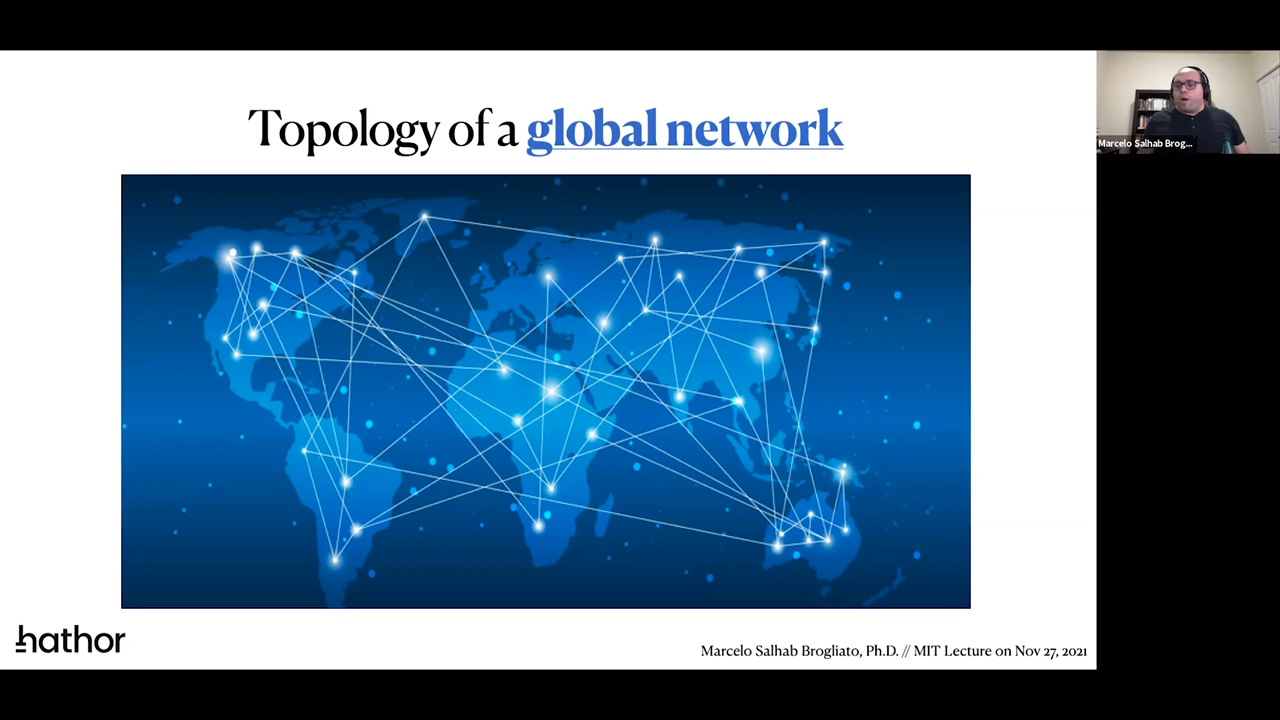 Topology of a global network
Marcelo Salhab Brog...
hathor
Marcelo Salhab Brogliato, Ph.D. // MIT Lecture on Nov 27, 2021